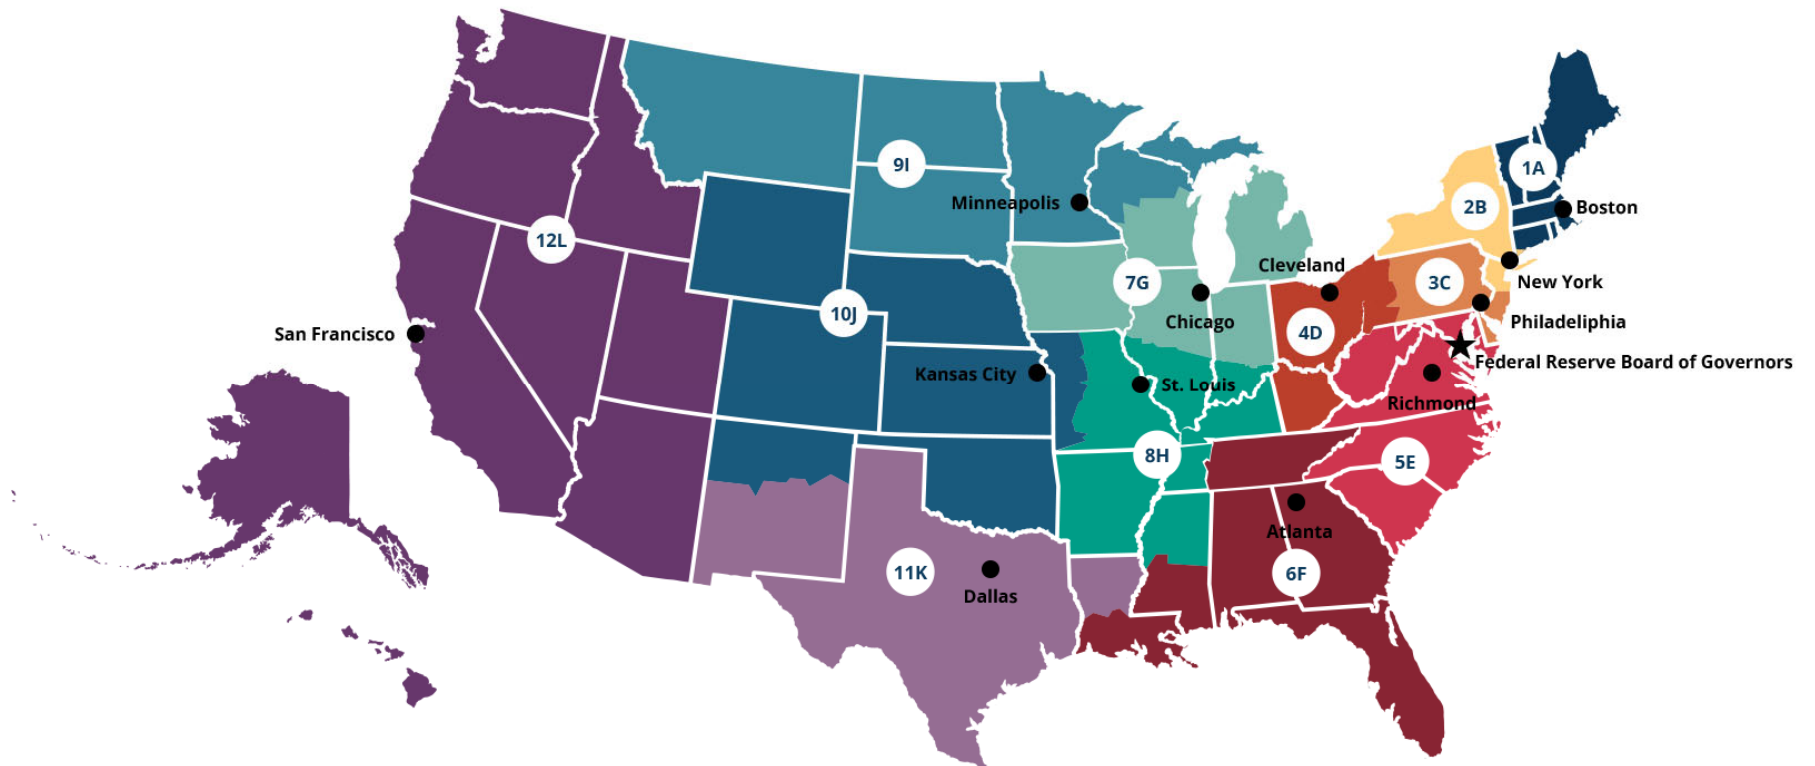 1A
9I
Minneapolis
2B
Boston
12L
Cleveland
7G
3C
New York
10J
Chicago
4D
Philadeliphia
San Francisco
Federal Reserve Board of Governors
Kansas City
St. Louis
Richmond
8H
5E
Atlanta
11K
6F
Dallas